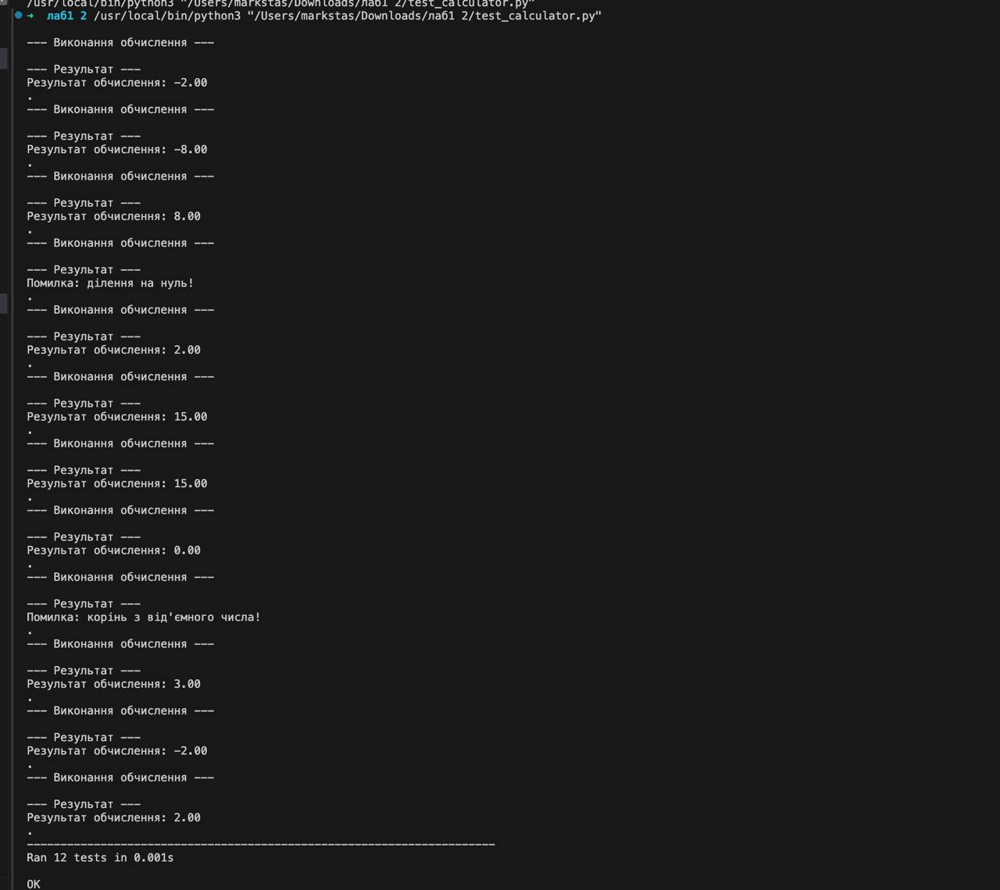 /usr/local/bin/python3 "/Users/markstas/Downloads/лаб1 2/test_calculator.py"
→ лаб1 2 /usr/local/bin/python3 "/Users/markstas/Downloads/лаб1 2/test_calculator.py"
--- Виконання обчислення ---
--- Результат ---
Результат обчислення: -2.00
.
--- Виконання обчислення ---
--- Результат ---
Результат обчислення: -8.00
.
--- Виконання обчислення ---
--- Результат ---
Результат обчислення: 8.00
.
--- Виконання обчислення ---
--- Результат ---
Помилка: ділення на нуль!
.
--- Виконання обчислення ---
--- Результат ---
Результат обчислення: 2.00
.
--- Виконання обчислення ---
--- Результат ---
Результат обчислення: 15.00
.
--- Виконання обчислення ---
--- Результат ---
Результат обчислення: 15.00
.
--- Виконання обчислення ---
--- Результат ---
Результат обчислення: 0.00
.
--- Виконання обчислення ---
--- Результат ---
Помилка: корінь з від'ємного числа!
.
--- Виконання обчислення ---
--- Результат ---
Результат обчислення: 3.00
.
--- Виконання обчислення ---
--- Результат ---
Результат обчислення: -2.00
.
--- Виконання обчислення ---
--- Результат ---
Результат обчислення: 2.00
.
----------------------------------------------------------------------
Ran 12 tests in 0.001s
OK